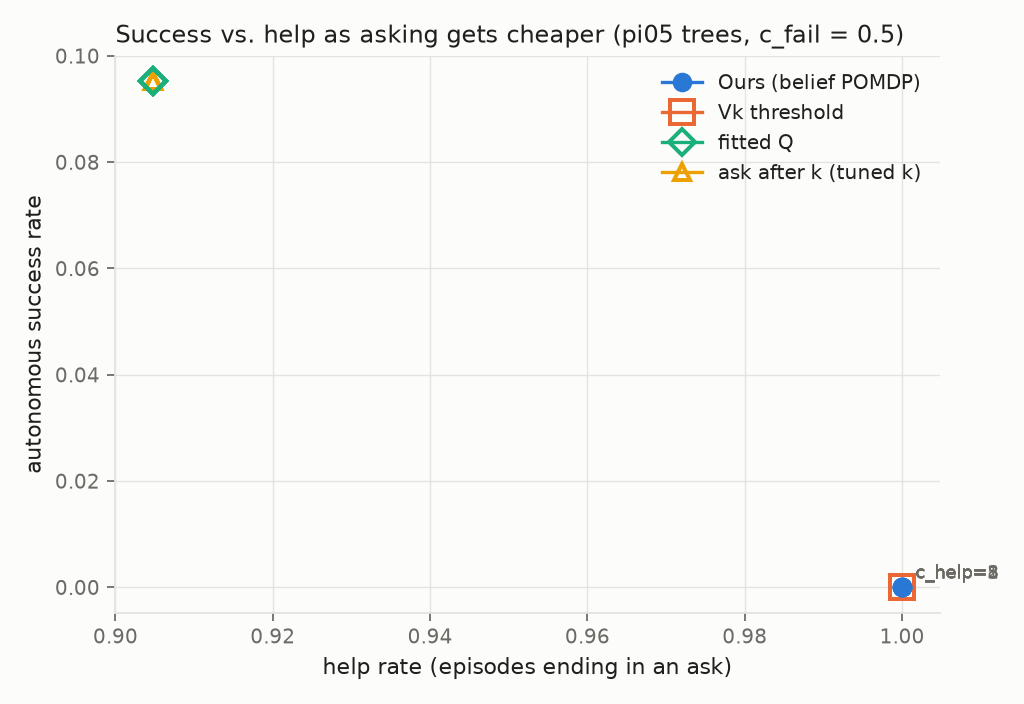 Success vs. help as asking gets cheaper (pi05 trees, c_fail = 0.5)
Ours (belief POMDP)
Vk threshold
fitted Q
ask after k (tuned k)
autonomous success rate
0.10
0.08
0.06
0.04
0.02
0.00
c_help=
0.90
0.92
0.94
0.96
0.98
1.00
help rate (episodes ending in an ask)